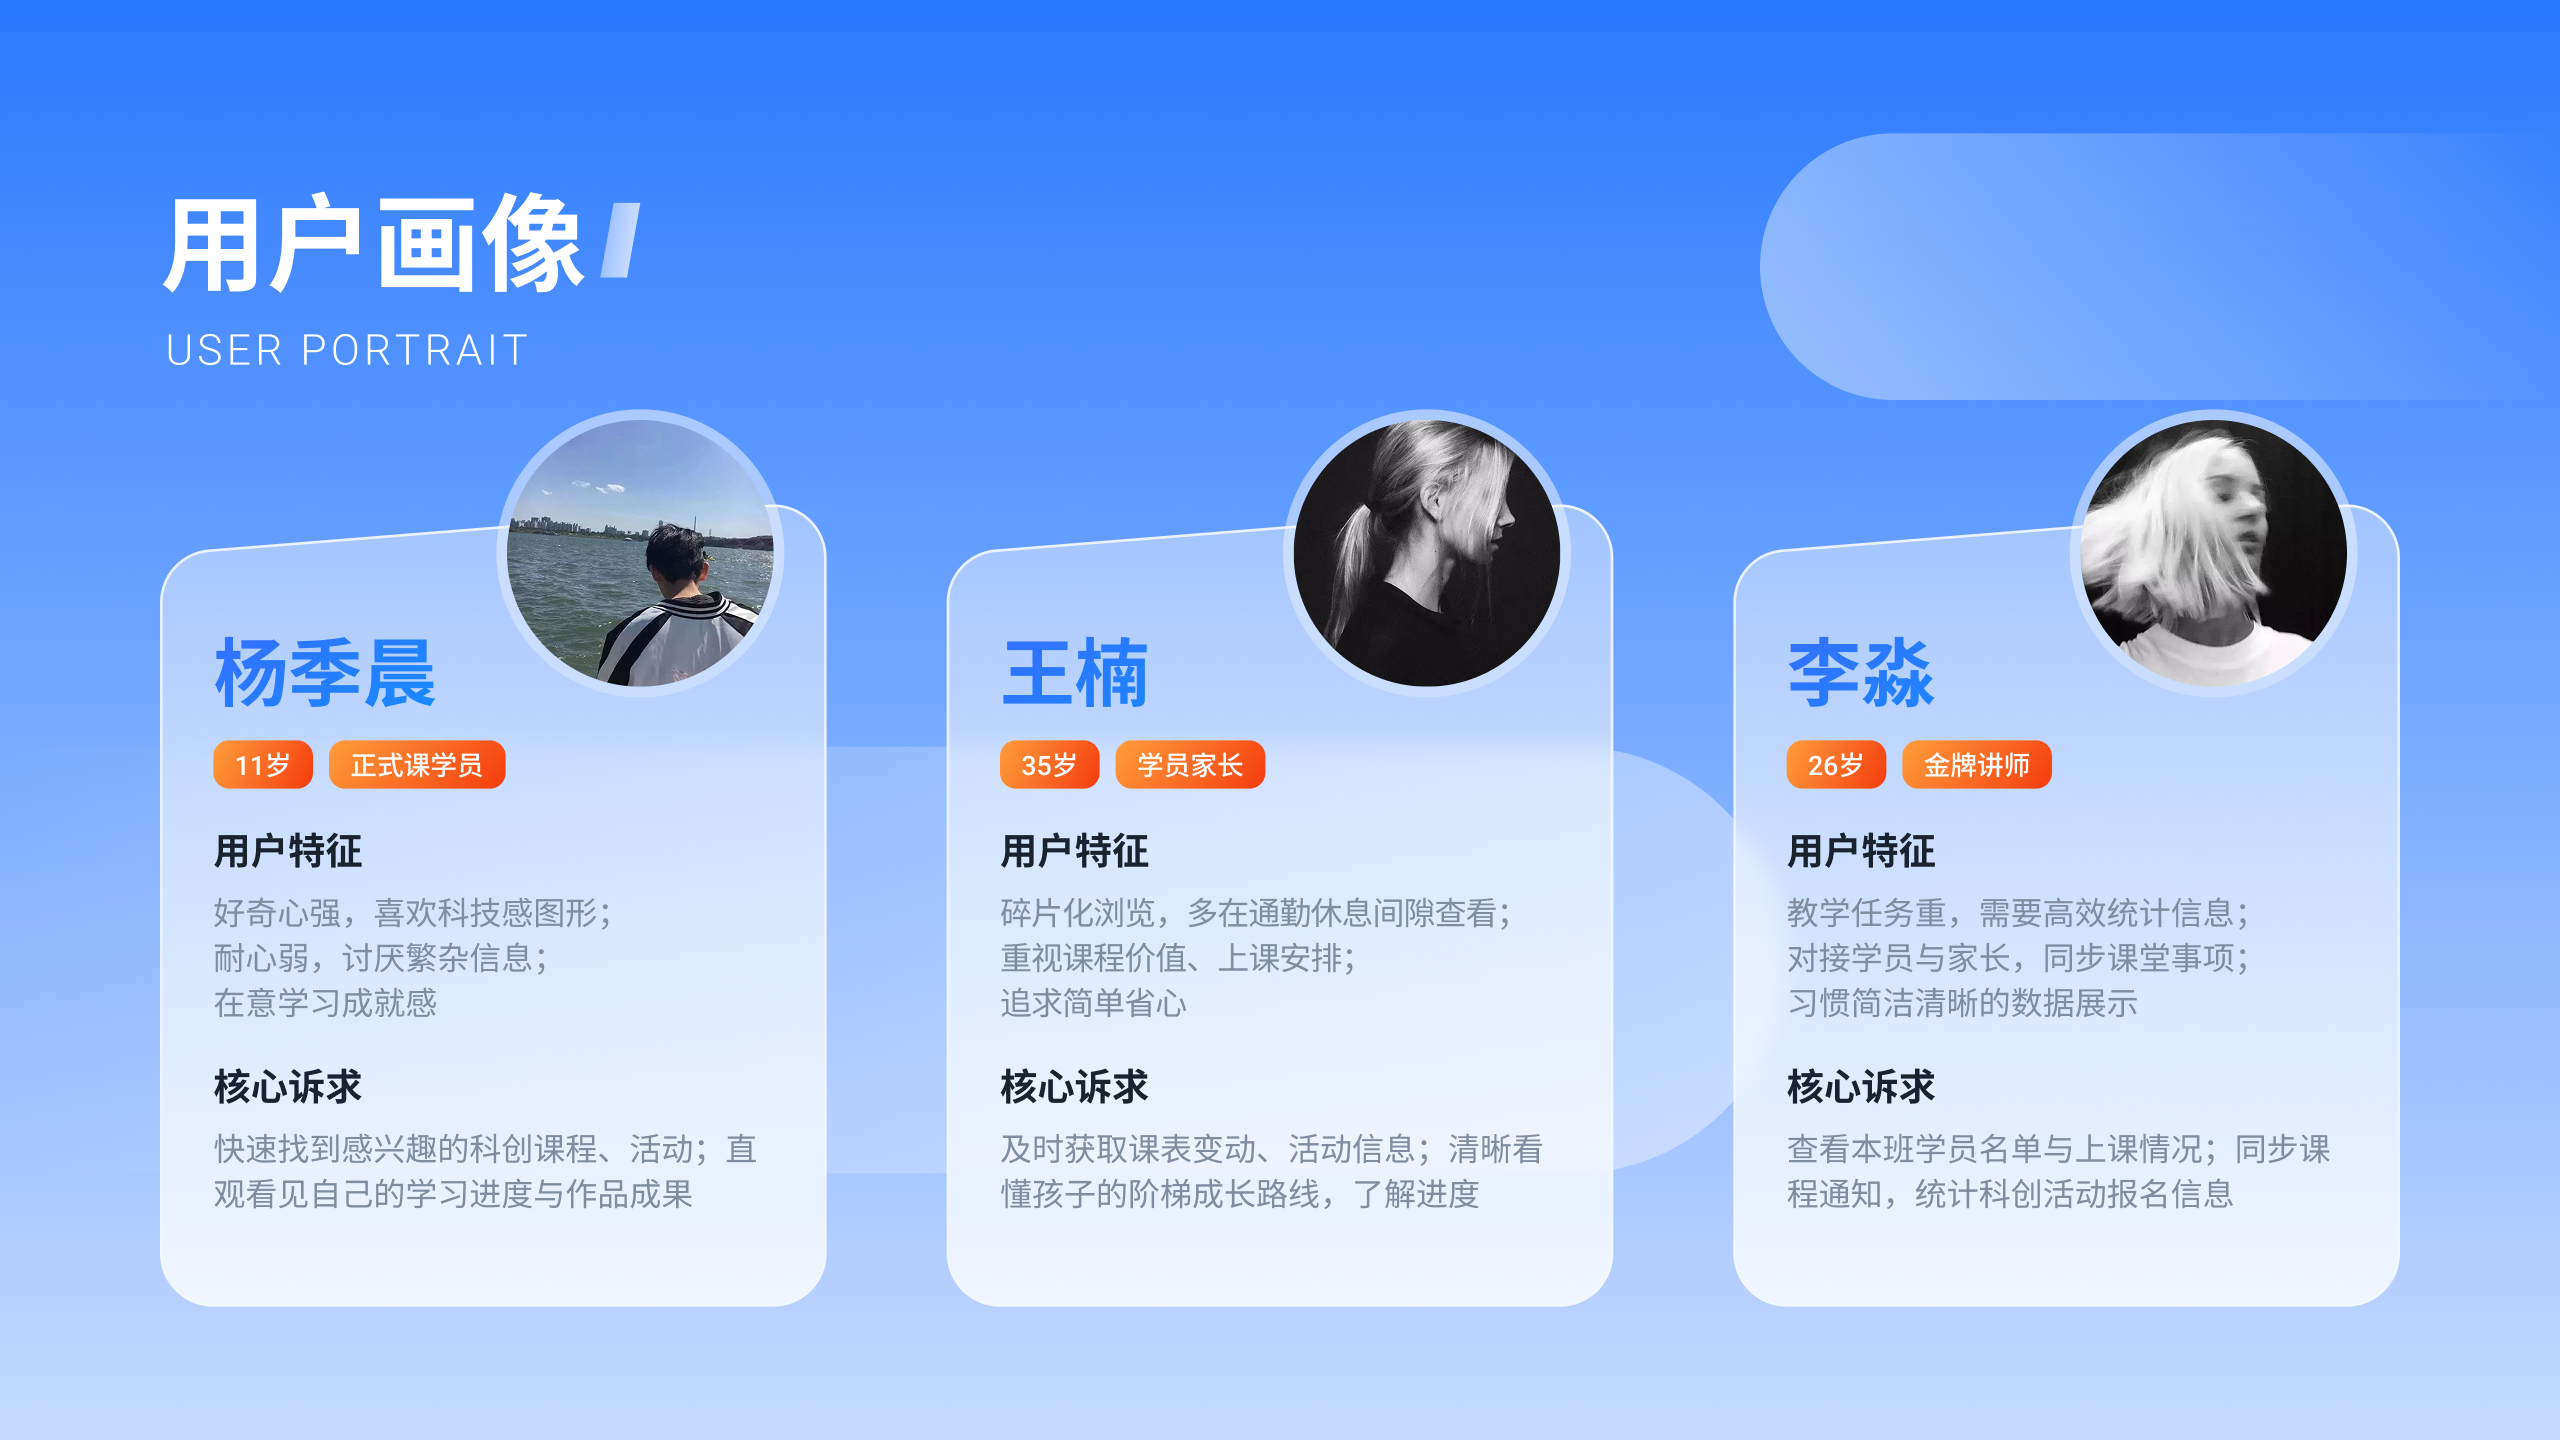 用户画像
USER PORTRAIT
杨季晨
11岁
正式课学员
用户特征
好奇心强，喜欢科技感图形；
耐心弱，讨厌繁杂信息；
在意学习成就感
核心诉求
快速找到感兴趣的科创课程、活动；直
观看见自己的学习进度与作品成果
王楠
35岁
学员家长
用户特征
碎片化浏览，多在通勤休息间隙查看；
重视课程价值、上课安排；
追求简单省心
核心诉求
及时获取课表变动、活动信息；清晰看
懂孩子的阶梯成长路线，了解进度
李淼
26岁
金牌讲师
用户特征
教学任务重，需要高效统计信息；
对接学员与家长，同步课堂事项；
习惯简洁清晰的数据展示
核心诉求
查看本班学员名单与上课情况；同步课
程通知，统计科创活动报名信息